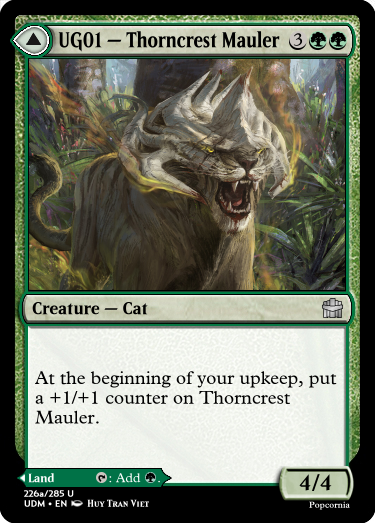 UG01 — Thorncrest Mauler 3
Creature — Cat
At the beginning of your upkeep, put
a +1/+1 counter on Thorncrest
Mauler.
Land : Add .
4/4
226a/285 U
UDM • EN HUY TRAN VIET
Popcornia